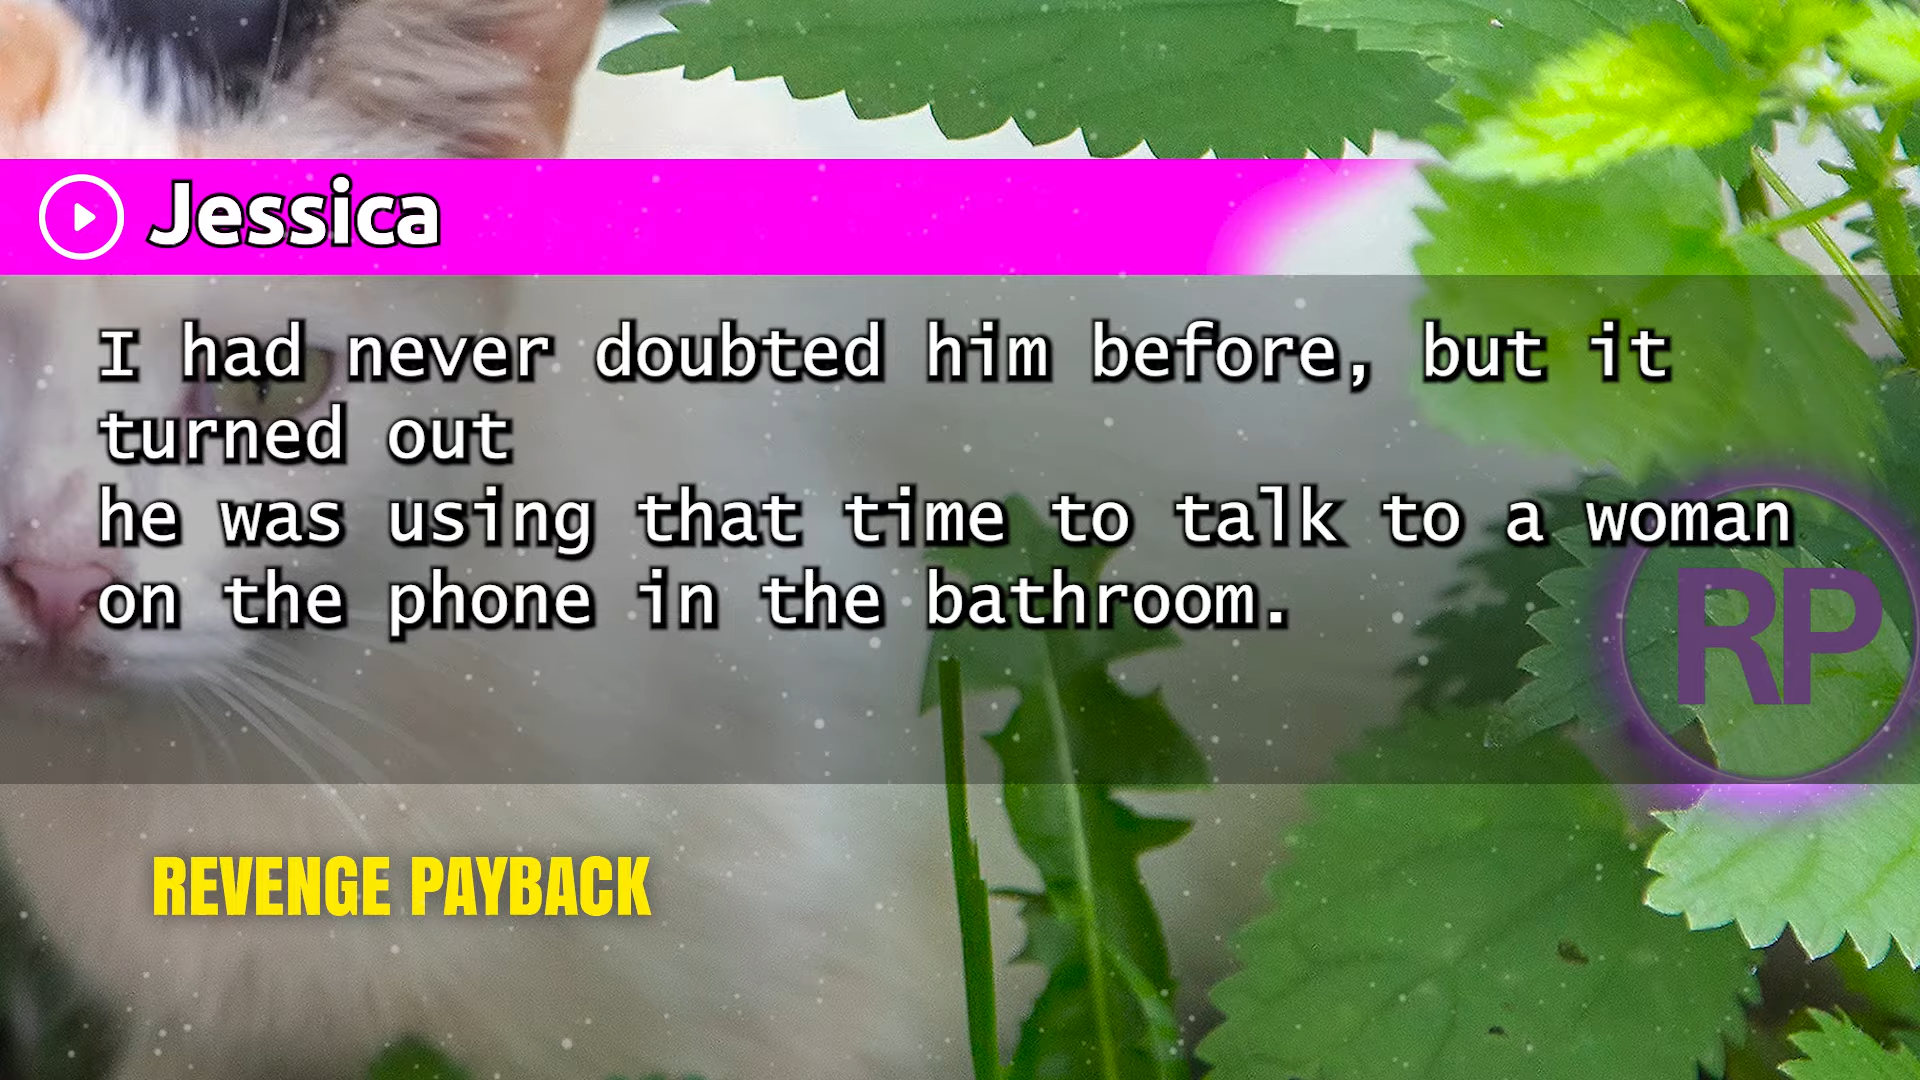 Jessica
I had never doubted him before, but it
turned out
he was using that time to talk to a woman
on the phone in the bathroom.
RP
REVENGE PAYBACK